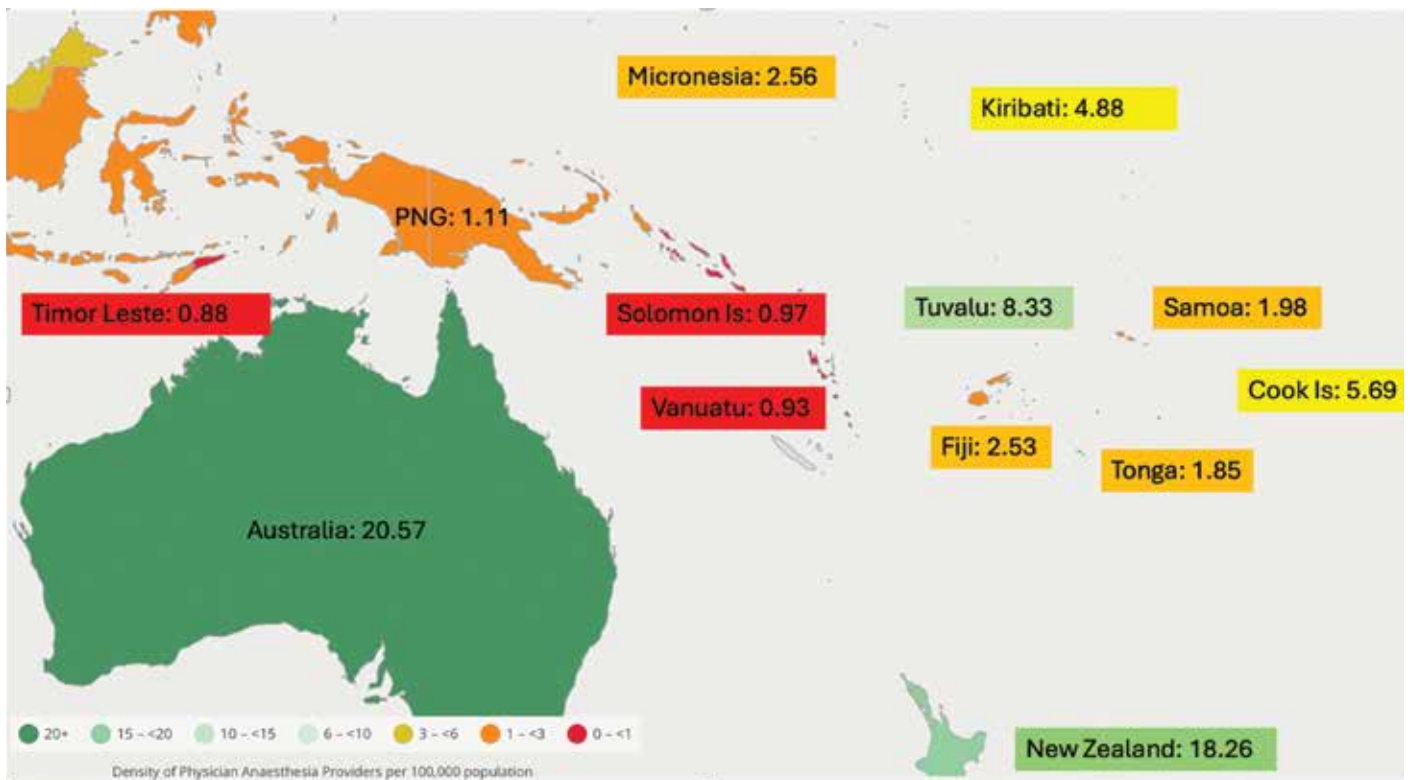 Micronesia: 2.56
Kiribati: 4.88
PNG: 1.11
Timor Leste: 0.88
Solomon Is: 0.97
Tuvalu: 8.33
Samoa: 1.98
Vanuatu: 0.93
Cook Is: 5.69
Fiji: 2.53
Tonga: 1.85
Australia: 20.57
New Zealand: 18.26
20+ 15 – <20 10 – <15 6 – <10 3 – <6 1 – <3 0 – <1
Density of Physician Anaesthesia Providers per 100,000 population